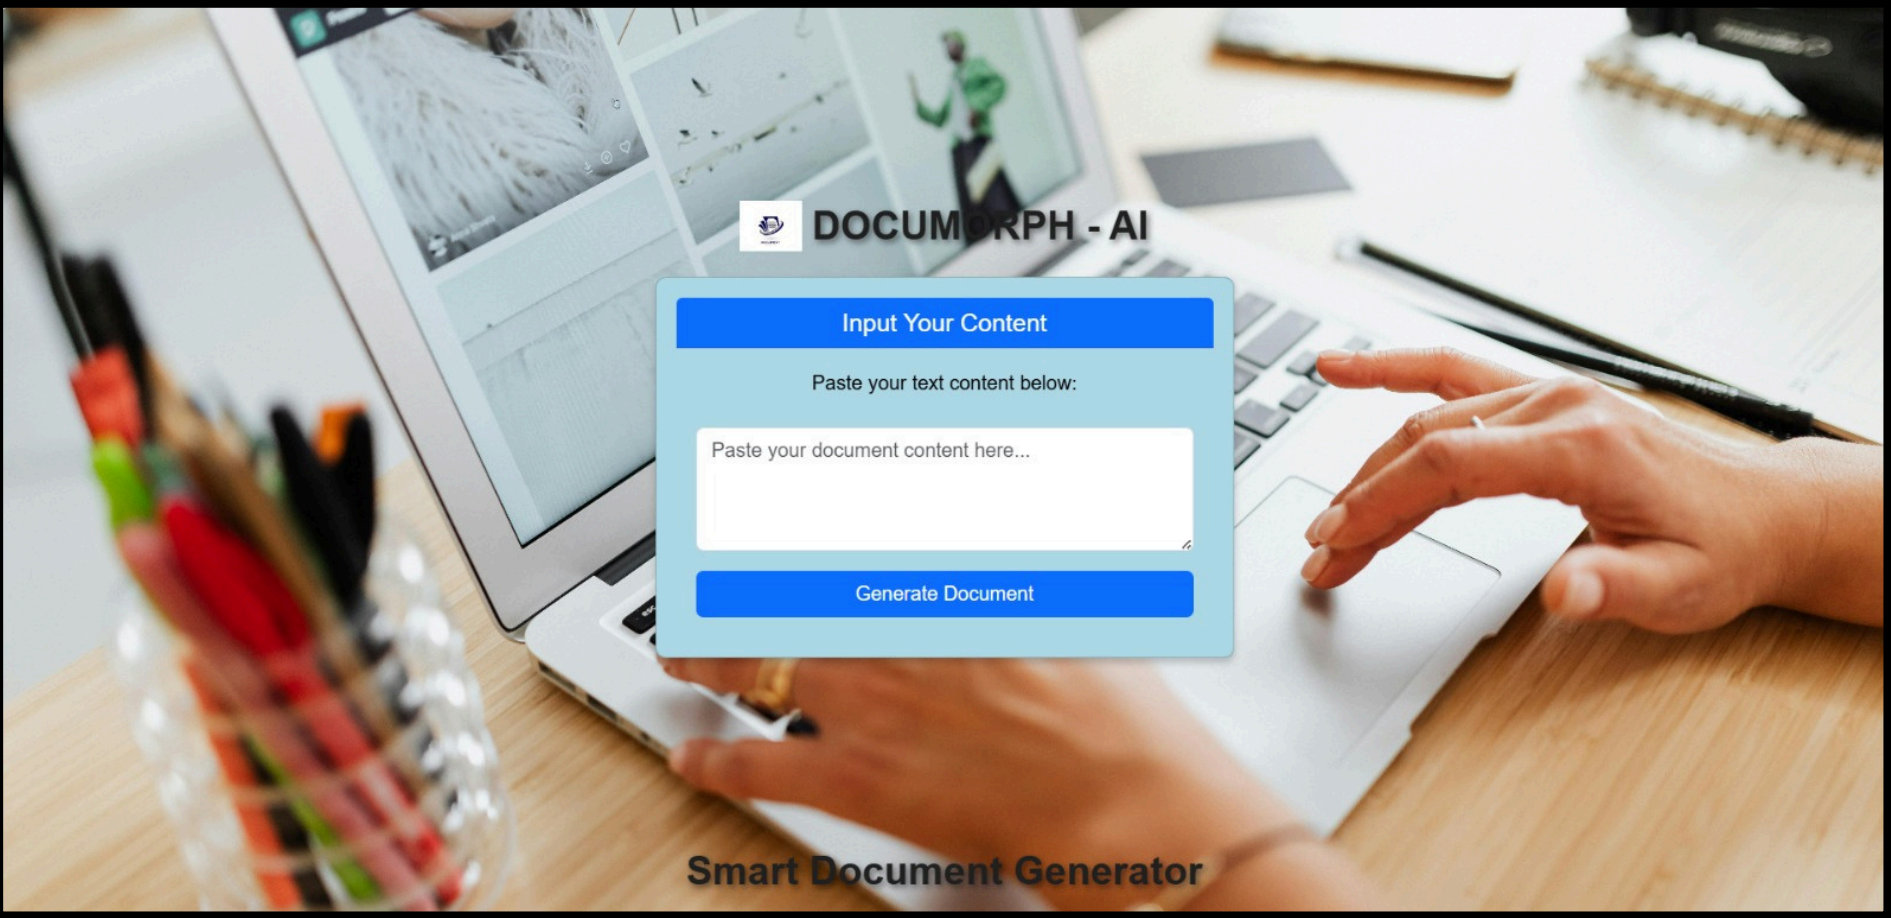 DOCUMORPH - AI
Input Your Content
Paste your text content below:
Paste your document content here...
Generate Document
Smart Document Generator